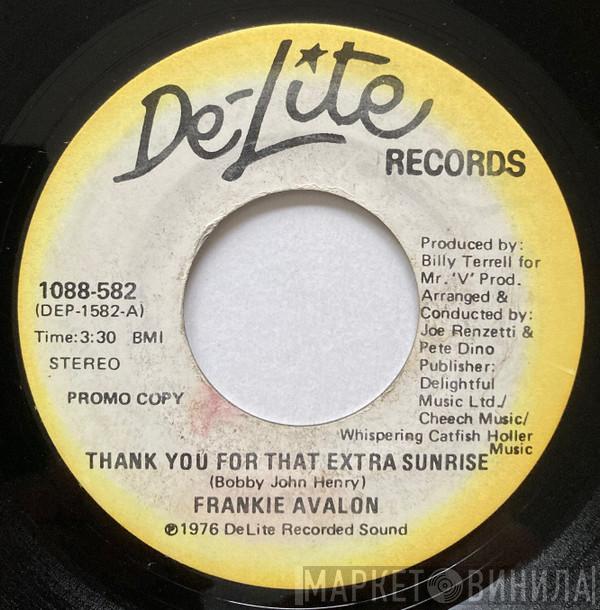 De-Lite
RECORDS
1088-582
(DEP-1582-A)
Time:3:30 BMI
STEREO
PROMO COPY
Produced by:
Billy Terrell for
Mr. 'V' Prod.
Arranged &
Conducted by:
Joe Renzetti &
Pete Dino
Publisher:
Delightful
Music Ltd./
Cheech Music/
Whispering Catfish Holler
Music
THANK YOU FOR THAT EXTRA SUNRISE
(Bobby John Henry)
FRANKIE AVALON
℗1976 DeLite Recorded Sound
МАРКЕТ ВИНИЛА